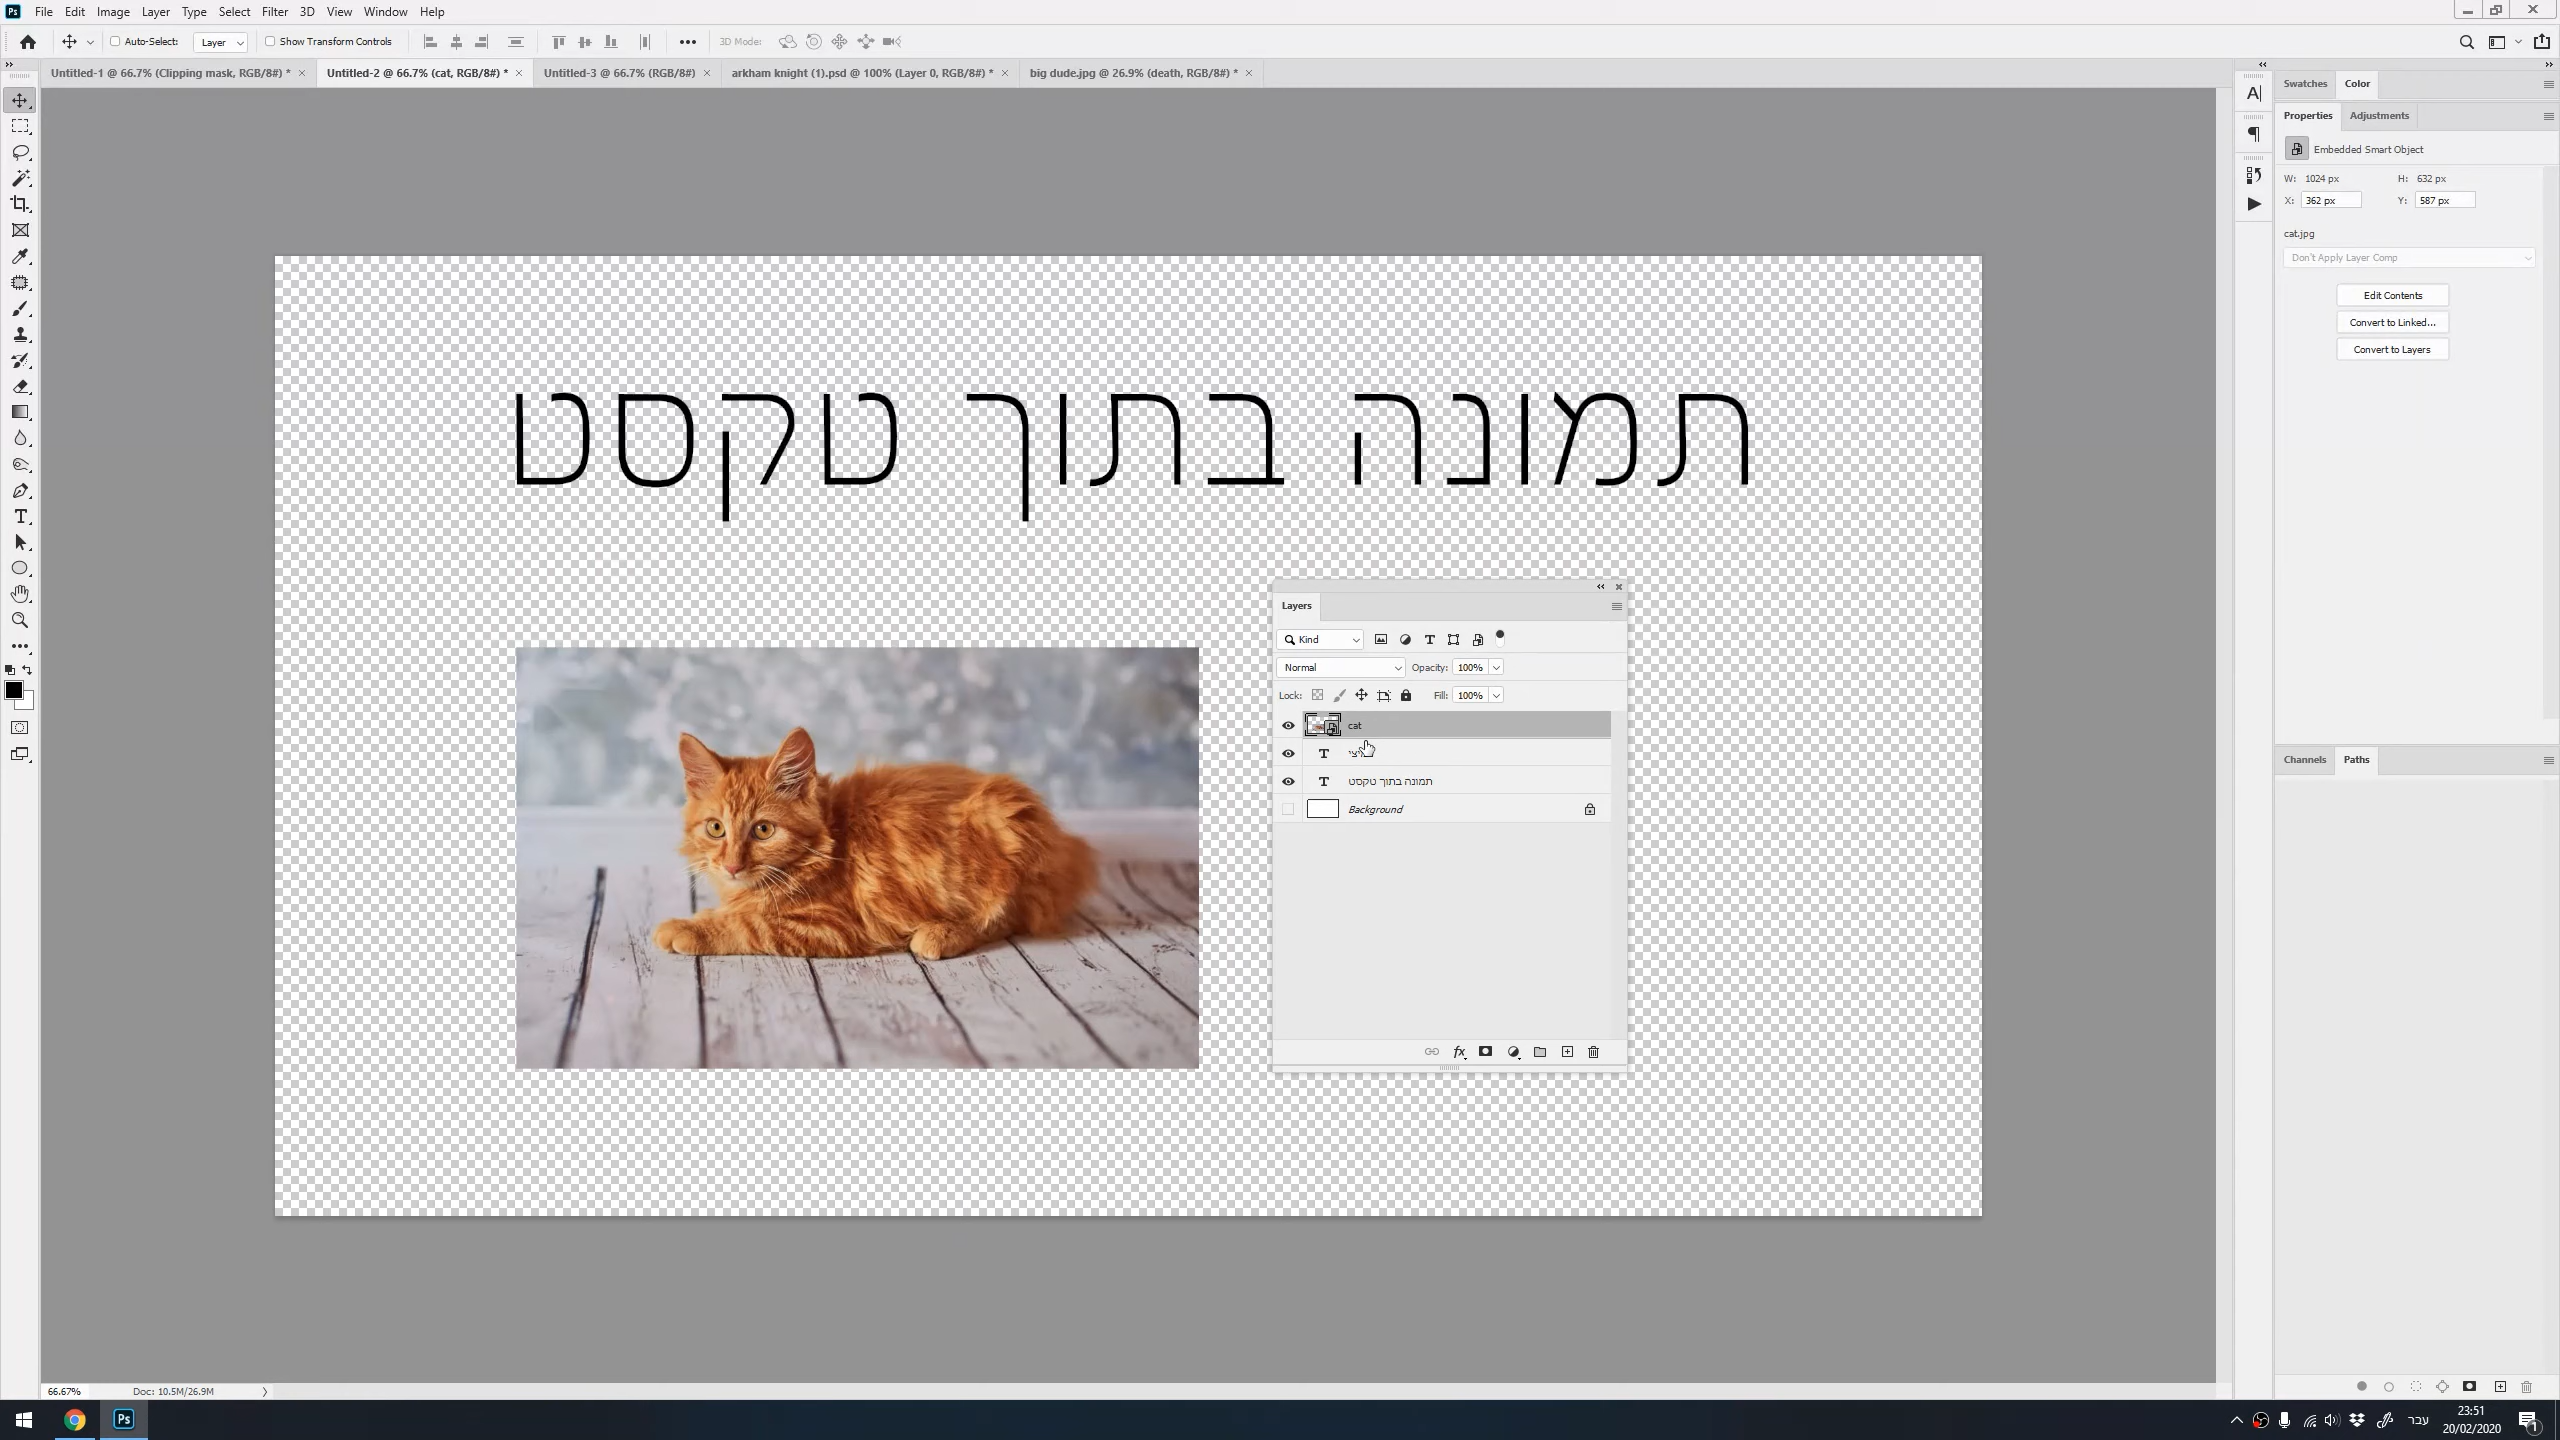 Ps File Edit Image Layer Type Select Filter 3D View Window Help
Auto-Select: Layer Show Transform Controls 3D Mode:
Untitled-1 @ 66.7% (Clipping mask, RGB/8#) * Untitled-2 @ 66.7% (cat, RGB/8#) * Untitled-3 @ 66.7% (RGB/8#) arkham knight (1).psd @ 100% (Layer 0, RGB/8#) * big dude.jpg @ 26.9% (death, RGB/8#) *
תמונה בתוך טקסט
Layers
Kind
Normal Opacity: 100%
Lock: Fill: 100%
cat
תמונה בתוך טקסט
Background
fx
Swatches Color
Properties Adjustments
Embedded Smart Object
W: 1024 px H: 632 px
X: 362 px Y: 587 px
cat.jpg
Don't Apply Layer Comp
Edit Contents
Convert to Linked...
Convert to Layers
Channels Paths
66.67% Doc: 10.5M/26.9M
Ps
עבר
23:51
20/02/2020
1